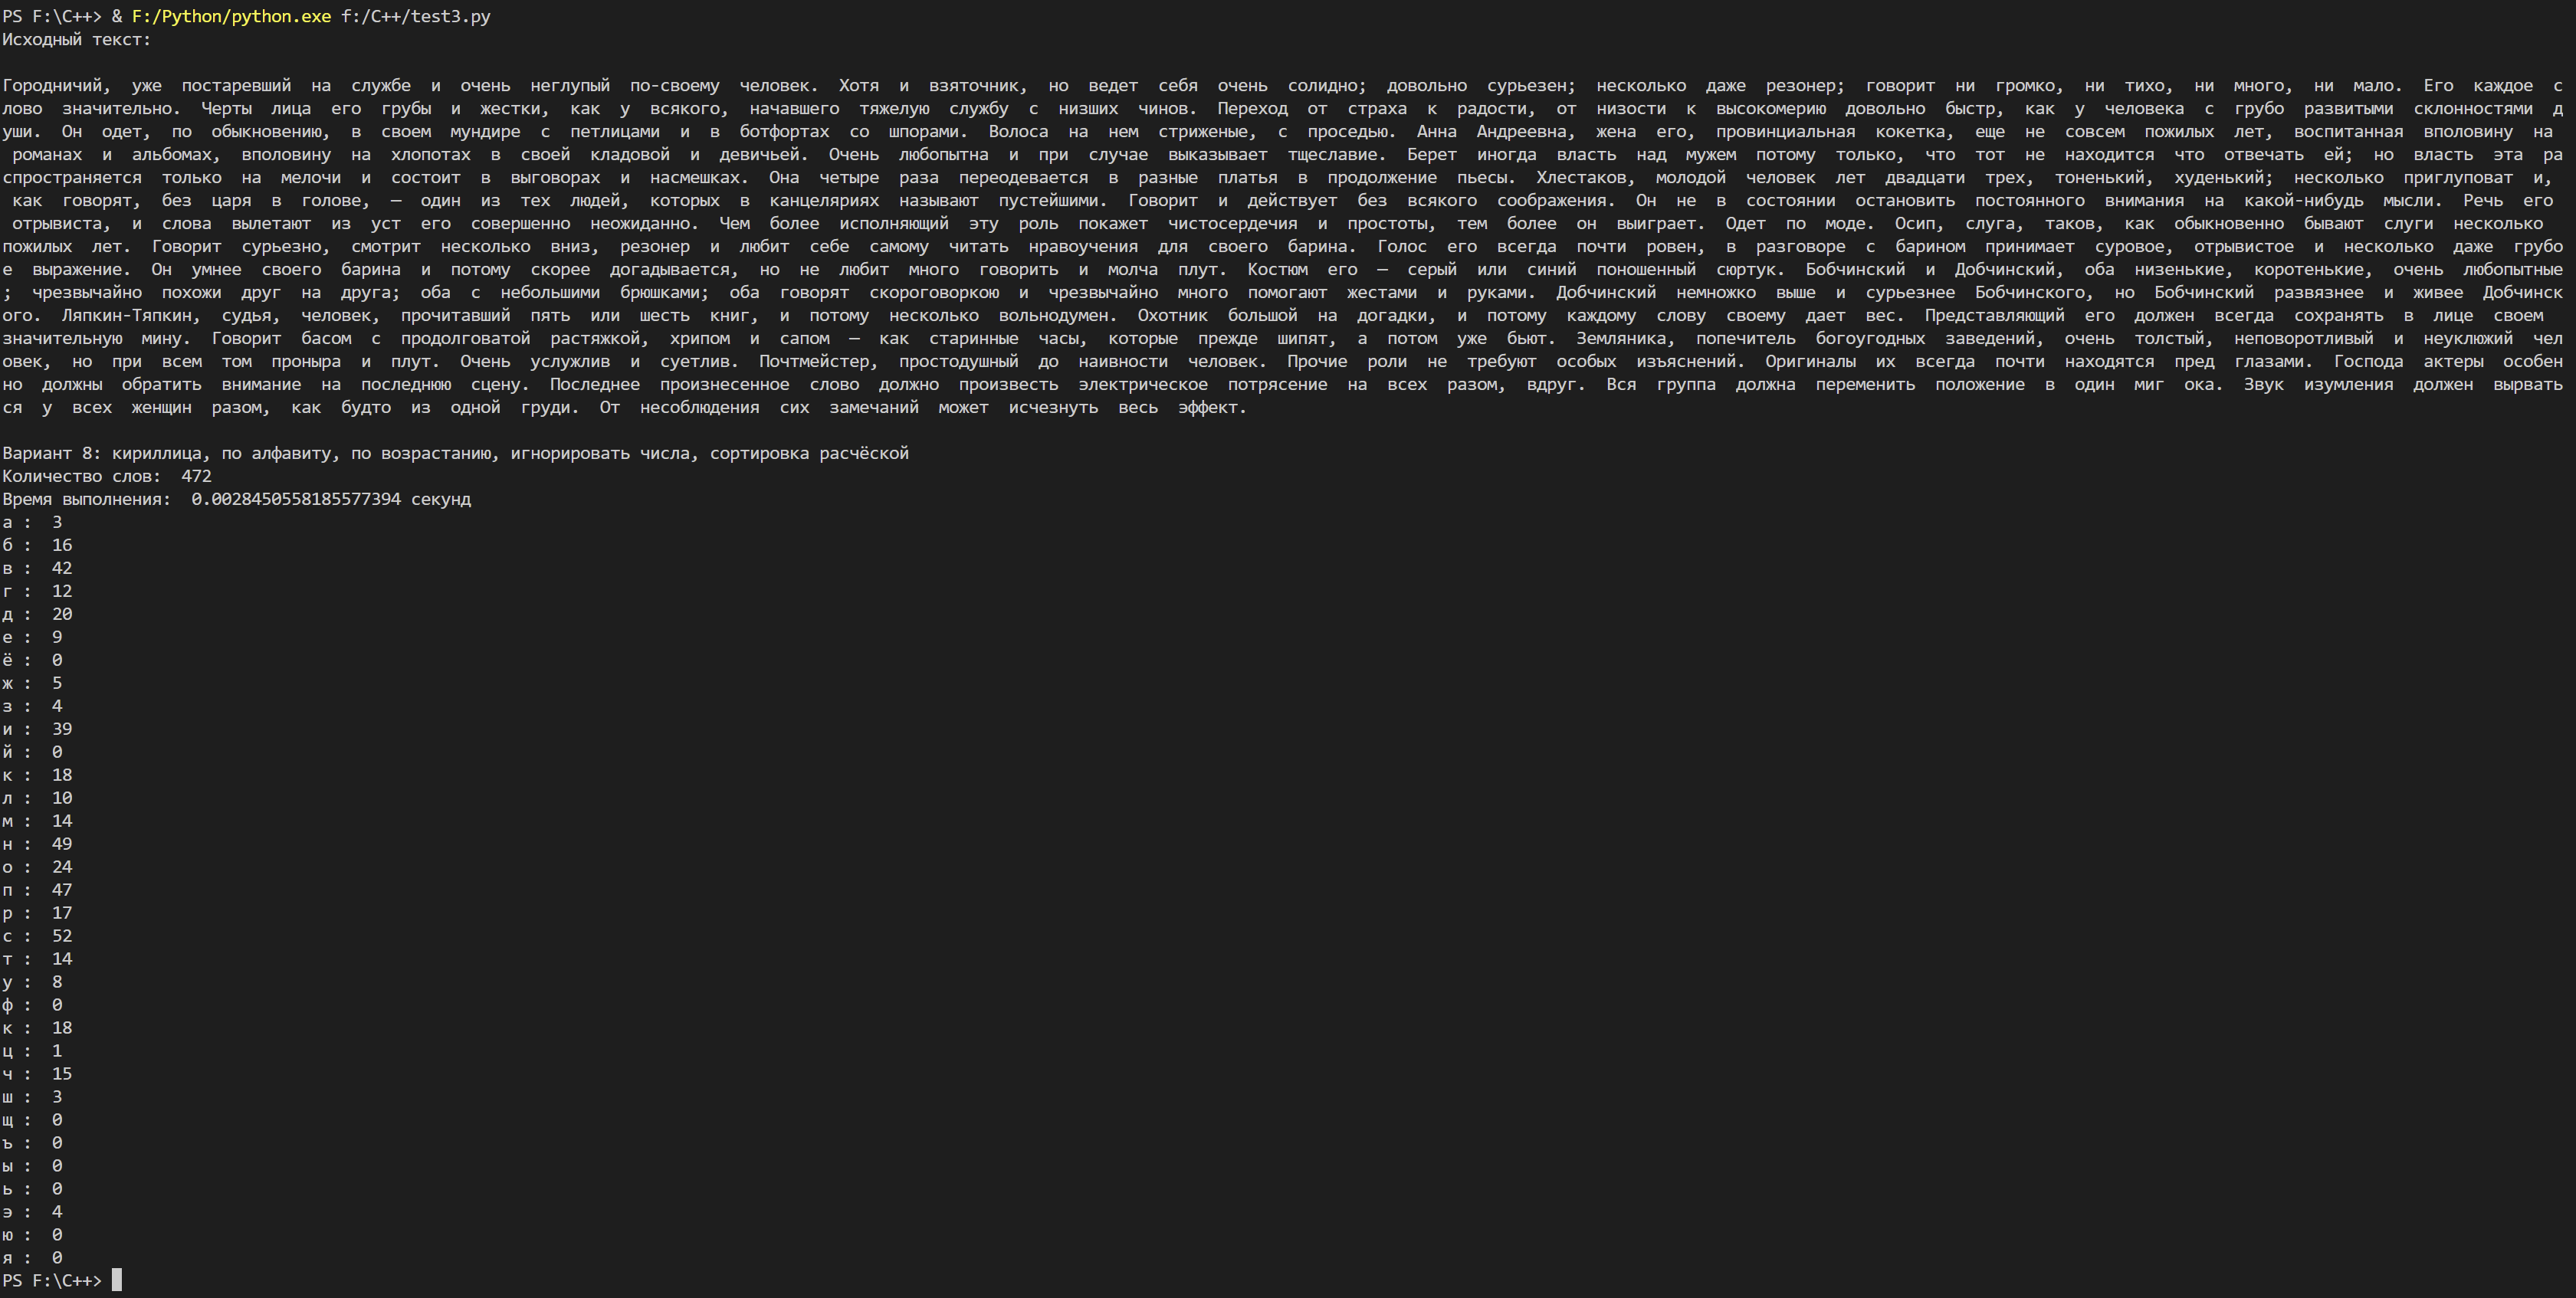 PS F:\C++> & F:/Python/python.exe f:/C++/test3.py
Исходный текст:
Городничий, уже постаревший на службе и очень неглупый по-своему человек. Хотя и взяточник, но ведет себя очень солидно; довольно сурьезен; несколько даже резонер; говорит ни громко, ни тихо, ни много, ни мало. Его каждое с
лово значительно. Черты лица его грубы и жестки, как у всякого, начавшего тяжелую службу с низших чинов. Переход от страха к радости, от низости к высокомерию довольно быстр, как у человека с грубо развитыми склонностями д
уши. Он одет, по обыкновению, в своем мундире с петлицами и в ботфортах со шпорами. Волоса на нем стриженые, с проседью. Анна Андреевна, жена его, провинциальная кокетка, еще не совсем пожилых лет, воспитанная вполовину на
романах и альбомах, вполовину на хлопотах в своей кладовой и девичьей. Очень любопытна и при случае выказывает тщеславие. Берет иногда власть над мужем потому только, что тот не находится что отвечать ей; но власть эта ра
спространяется только на мелочи и состоит в выговорах и насмешках. Она четыре раза переодевается в разные платья в продолжение пьесы. Хлестаков, молодой человек лет двадцати трех, тоненький, худенький; несколько приглуповат и,
как говорят, без царя в голове, — один из тех людей, которых в канцеляриях называют пустейшими. Говорит и действует без всякого соображения. Он не в состоянии остановить постоянного внимания на какой-нибудь мысли. Речь его
отрывиста, и слова вылетают из уст его совершенно неожиданно. Чем более исполняющий эту роль покажет чистосердечия и простоты, тем более он выиграет. Одет по моде. Осип, слуга, таков, как обыкновенно бывают слуги несколько
пожилых лет. Говорит сурьезно, смотрит несколько вниз, резонер и любит себе самому читать нравоучения для своего барина. Голос его всегда почти ровен, в разговоре с барином принимает суровое, отрывистое и несколько даже грубо
е выражение. Он умнее своего барина и потому скорее догадывается, но не любит много говорить и молча плут. Костюм его — серый или синий поношенный сюртук. Бобчинский и Добчинский, оба низенькие, коротенькие, очень любопытные
; чрезвычайно похожи друг на друга; оба с небольшими брюшками; оба говорят скороговоркою и чрезвычайно много помогают жестами и руками. Добчинский немножко выше и сурьезнее Бобчинского, но Бобчинский развязнее и живее Добчинск
ого. Ляпкин-Тяпкин, судья, человек, прочитавший пять или шесть книг, и потому несколько вольнодумен. Охотник большой на догадки, и потому каждому слову своему дает вес. Представляющий его должен всегда сохранять в лице своем
значительную мину. Говорит басом с продолговатой растяжкой, хрипом и сапом — как старинные часы, которые прежде шипят, а потом уже бьют. Земляника, попечитель богоугодных заведений, очень толстый, неповоротливый и неуклюжий чел
овек, но при всем том проныра и плут. Очень услужлив и суетлив. Почтмейстер, простодушный до наивности человек. Прочие роли не требуют особых изъяснений. Оригиналы их всегда почти находятся пред глазами. Господа актеры особен
но должны обратить внимание на последнюю сцену. Последнее произнесенное слово должно произвесть электрическое потрясение на всех разом, вдруг. Вся группа должна переменить положение в один миг ока. Звук изумления должен вырвать
ся у всех женщин разом, как будто из одной груди. От несоблюдения сих замечаний может исчезнуть весь эффект.
Вариант 8: кириллица, по алфавиту, по возрастанию, игнорировать числа, сортировка расчёской
Количество слов: 472
Время выполнения: 0.0028450558185577394 секунд
а : 3
б : 16
в : 42
г : 12
д : 20
е : 9
ё : 0
ж : 5
з : 4
и : 39
й : 0
к : 18
л : 10
м : 14
н : 49
о : 24
п : 47
р : 17
с : 52
т : 14
у : 8
ф : 0
к : 18
ц : 1
ч : 15
ш : 3
щ : 0
ъ : 0
ы : 0
ь : 0
э : 4
ю : 0
я : 0
PS F:\C++>